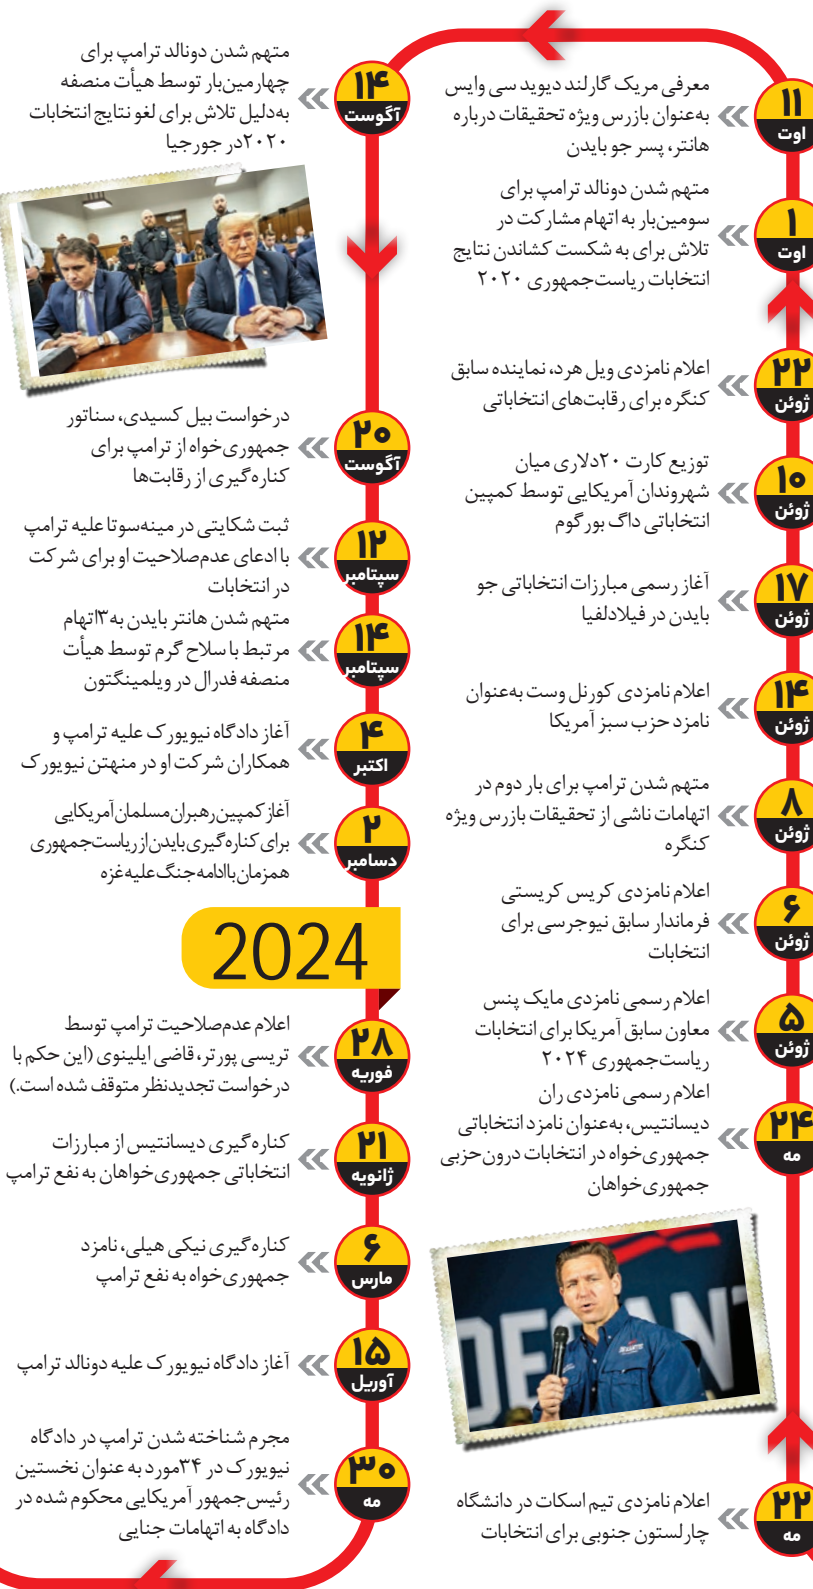 ۱۱
اوت
معرفی مریک گارلند دیوید سی وایس
به‌عنوان بازرس ویژه تحقیقات درباره
هانتر، پسر جو بایدن
۱
اوت
متهم شدن دونالد ترامپ برای
سومین‌بار به اتهام مشارکت در
تلاش برای به شکست کشاندن نتایج
انتخابات ریاست‌جمهوری ۲۰۲۰
۲۲
ژوئن
اعلام نامزدی ویل هرد، نماینده سابق
کنگره برای رقابت‌های انتخاباتی
۱۰
ژوئن
توزیع کارت ۲۰دلاری میان
شهروندان آمریکایی توسط کمپین
انتخاباتی داگ بورگوم
۱۷
ژوئن
آغاز رسمی مبارزات انتخاباتی جو
بایدن در فیلادلفیا
۱۴
ژوئن
اعلام نامزدی کورنل وست به‌عنوان
نامزد حزب سبز آمریکا
۸
ژوئن
متهم شدن ترامپ برای بار دوم در
اتهامات ناشی از تحقیقات بازرس ویژه
کنگره
۶
ژوئن
اعلام نامزدی کریس کریستی
فرماندار سابق نیوجرسی برای
انتخابات
۵
ژوئن
اعلام رسمی نامزدی مایک پنس
معاون سابق آمریکا برای انتخابات
ریاست‌جمهوری ۲۰۲۴
۲۴
مه
اعلام رسمی نامزدی ران
دیسانتیس، به‌عنوان نامزد انتخاباتی
جمهوری‌خواه در انتخابات درون‌حزبی
جمهوری‌خواهان
DESANT
۲۲
مه
اعلام نامزدی تیم اسکات در دانشگاه
چارلستون جنوبی برای انتخابات
۱۴
آگوست
متهم شدن دونالد ترامپ برای
چهارمین‌بار توسط هیأت منصفه
به‌دلیل تلاش برای لغو نتایج انتخابات
۲۰۲۰در جورجیا
۲۰
آگوست
درخواست بیل کسیدی، سناتور
جمهوری‌خواه از ترامپ برای
کناره‌گیری از رقابت‌ها
۱۲
سپتامبر
ثبت شکایتی در مینه‌سوتا علیه ترامپ
با ادعای عدم‌صلاحیت او برای شرکت
در انتخابات
۱۴
سپتامبر
متهم شدن هانتر بایدن به۳اتهام
مرتبط با سلاح گرم توسط هیأت
منصفه فدرال در ویلمینگتون
۴
اکتبر
آغاز دادگاه نیویورک علیه ترامپ و
همکاران شرکت او در منهتن نیویورک
۲
دسامبر
آغاز کمپین رهبران مسلمان آمریکایی
برای کناره‌گیری بایدن از ریاست‌جمهوری
همزمان با ادامه جنگ علیه غزه
2024
۲۸
فوریه
اعلام عدم‌صلاحیت ترامپ توسط
تریسی پورتر، قاضی ایلینوی (این حکم با
درخواست تجدیدنظر متوقف شده است.)
۲۱
ژانویه
کناره‌گیری دیسانتیس از مبارزات
انتخاباتی جمهوری‌خواهان به نفع ترامپ
۶
مارس
کناره‌گیری نیکی هیلی، نامزد
جمهوری‌خواه به نفع ترامپ
۱۵
آوریل
آغاز دادگاه نیویورک علیه دونالد ترامپ
۳۰
مه
مجرم شناخته شدن ترامپ در دادگاه
نیویورک در ۳۴مورد به عنوان نخستین
رئیس‌جمهور آمریکایی محکوم شده در
دادگاه به اتهامات جنایی